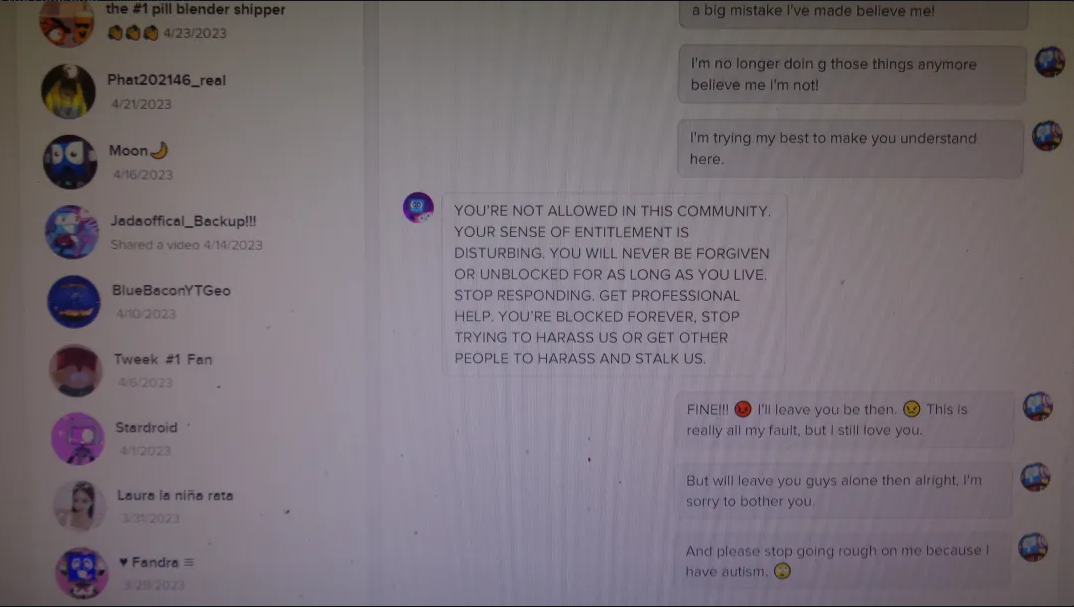 the #1 pill blender shipper
👏👏👏 4/23/2023
Phat202146_real
4/21/2023
Moon🌙
4/16/2023
Jadaoffical_Backup!!!
Shared a video 4/14/2023
BlueBaconYTGeo
4/10/2023
Tweek #1 Fan
4/6/2023
Stardroid
4/1/2023
Laura la niña rata
3/31/2023
♥ Fandra ≡
3/29/2023
a big mistake I've made believe me!
I'm no longer doin g those things anymore
believe me I'm not!
I'm trying my best to make you understand
here.
YOU'RE NOT ALLOWED IN THIS COMMUNITY.
YOUR SENSE OF ENTITLEMENT IS
DISTURBING. YOU WILL NEVER BE FORGIVEN
OR UNBLOCKED FOR AS LONG AS YOU LIVE.
STOP RESPONDING. GET PROFESSIONAL
HELP. YOU'RE BLOCKED FOREVER, STOP
TRYING TO HARASS US OR GET OTHER
PEOPLE TO HARASS AND STALK US.
FINE!!! 😡 I'll leave you be then. 😠 This is
really all my fault, but I still love you.
But will leave you guys alone then alright, I'm
sorry to bother you.
And please stop going rough on me because I
have autism. 😥